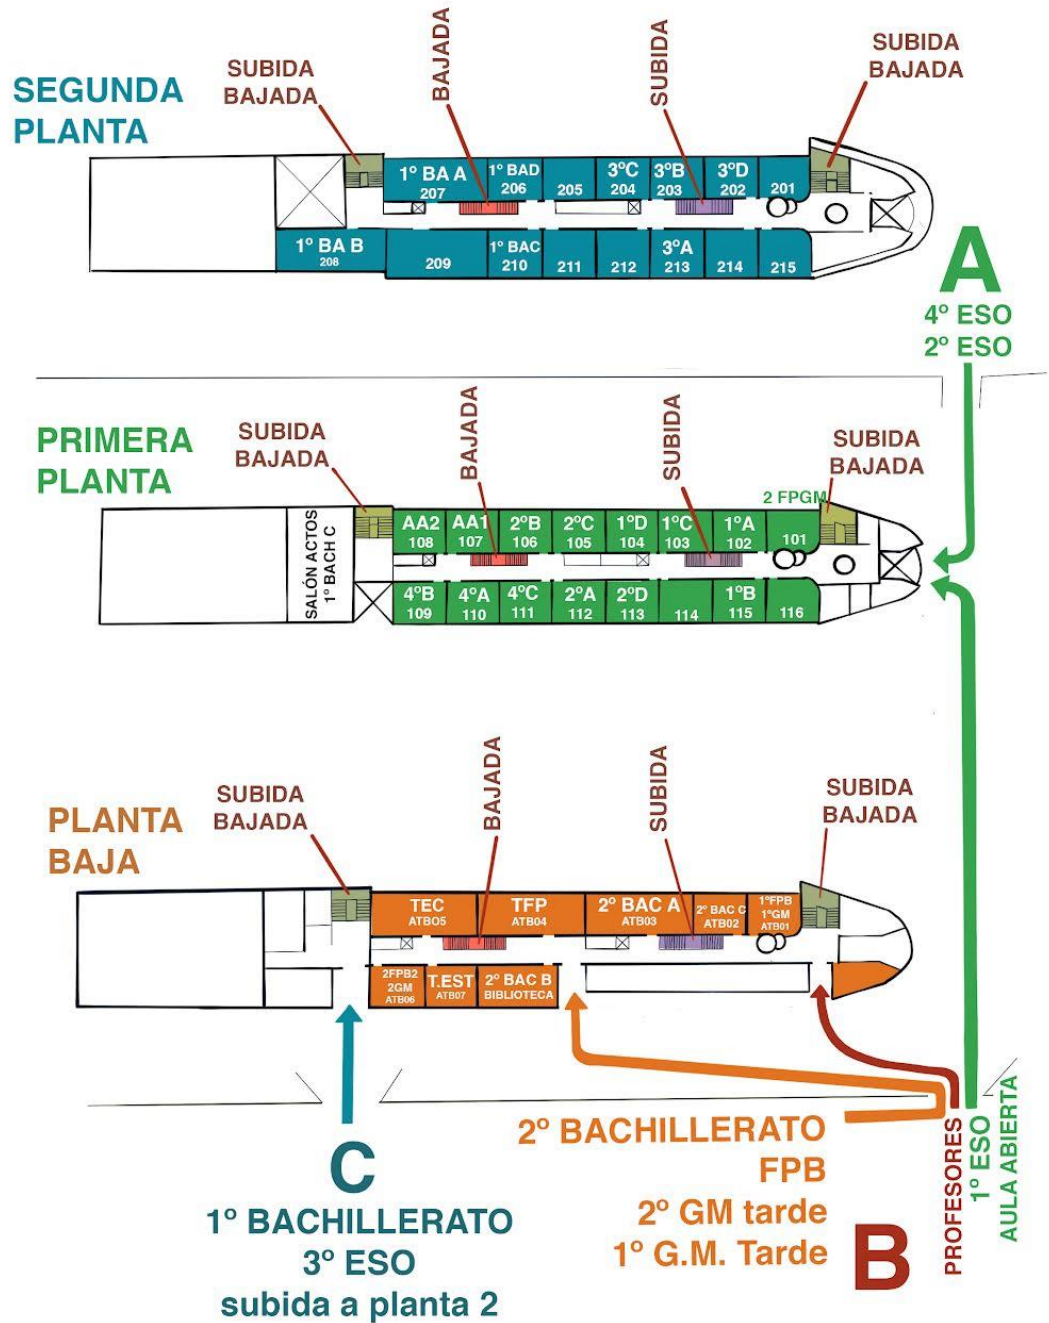 SEGUNDA
PLANTA
SUBIDA
BAJADA
BAJADA
SUBIDA
SUBIDA
BAJADA
1º BA A
207
1º BAD
206
205
3ºC
204
3ºB
203
3ºD
202
201
1º BA B
208
209
1º BAC
210
211
212
3ºA
213
214
215
A
4º ESO
2º ESO
PRIMERA
PLANTA
SUBIDA
BAJADA
BAJADA
SUBIDA
SUBIDA
BAJADA
2 FPGM
SALÓN ACTOS
1º BACH C
AA2
108
AA1
107
2ºB
106
2ºC
105
1ºD
104
1ºC
103
1ºA
102
101
4ºB
109
4ºA
110
4ºC
111
2ºA
112
2ºD
113
114
1ºB
115
116
PLANTA
BAJA
SUBIDA
BAJADA
BAJADA
SUBIDA
SUBIDA
BAJADA
TEC
ATBO5
TFP
ATB04
2º BAC A
ATB03
2º BAC C
ATB02
1ºFPB
1ºGM
ATB01
2FPB2
2GM
ATB06
T.EST
ATB07
2º BAC B
BIBLIOTECA
C
1º BACHILLERATO
3º ESO
subida a planta 2
2º BACHILLERATO
FPB
2º GM tarde
1º G.M. Tarde
B
PROFESORES
1º ESO
AULA ABIERTA